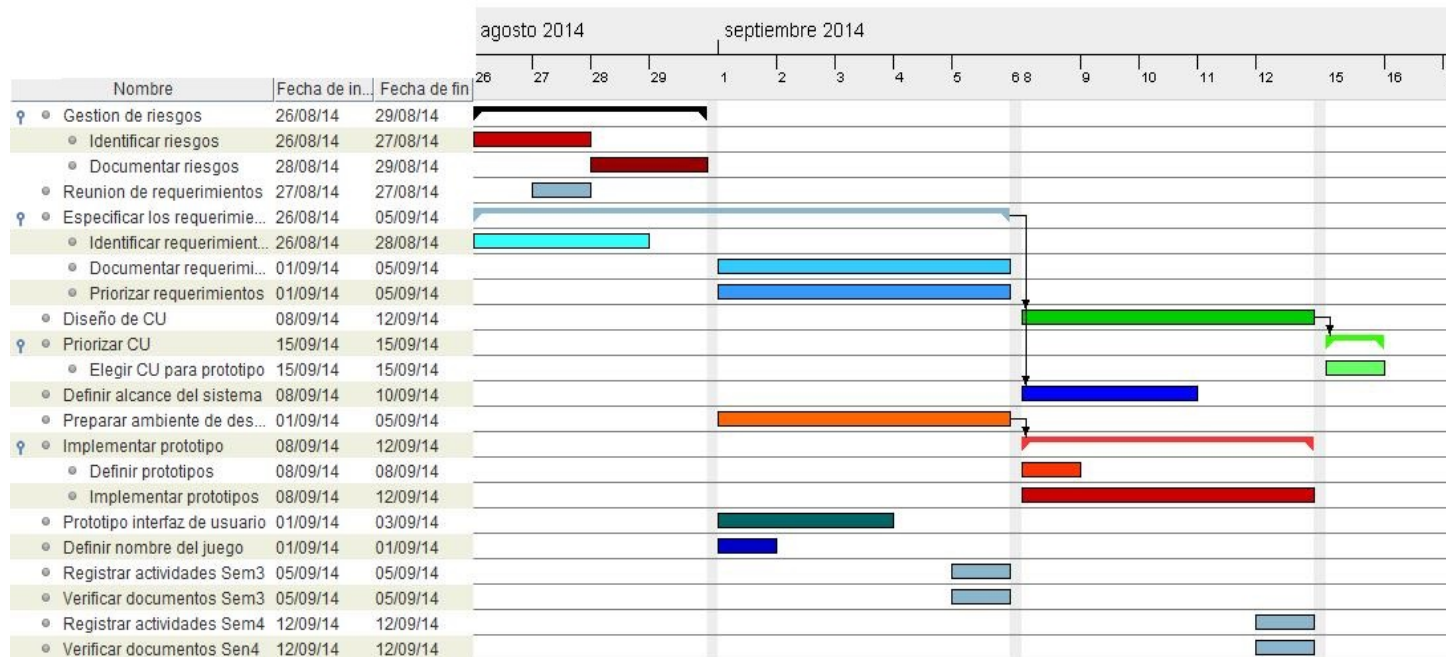 agosto 2014 septiembre 2014
26 27 28 29 1 2 3 4 5 6 8 9 10 11 12 15 16
Nombre Fecha de in... Fecha de fin
Gestion de riesgos 26/08/14 29/08/14
Identificar riesgos 26/08/14 27/08/14
Documentar riesgos 28/08/14 29/08/14
Reunion de requerimientos 27/08/14 27/08/14
Especificar los requerimie... 26/08/14 05/09/14
Identificar requerimient... 26/08/14 28/08/14
Documentar requerimi... 01/09/14 05/09/14
Priorizar requerimientos 01/09/14 05/09/14
Diseño de CU 08/09/14 12/09/14
Priorizar CU 15/09/14 15/09/14
Elegir CU para prototipo 15/09/14 15/09/14
Definir alcance del sistema 08/09/14 10/09/14
Preparar ambiente de des... 01/09/14 05/09/14
Implementar prototipo 08/09/14 12/09/14
Definir prototipos 08/09/14 08/09/14
Implementar prototipos 08/09/14 12/09/14
Prototipo interfaz de usuario 01/09/14 03/09/14
Definir nombre del juego 01/09/14 01/09/14
Registrar actividades Sem3 05/09/14 05/09/14
Verificar documentos Sem3 05/09/14 05/09/14
Registrar actividades Sem4 12/09/14 12/09/14
Verificar documentos Sen4 12/09/14 12/09/14